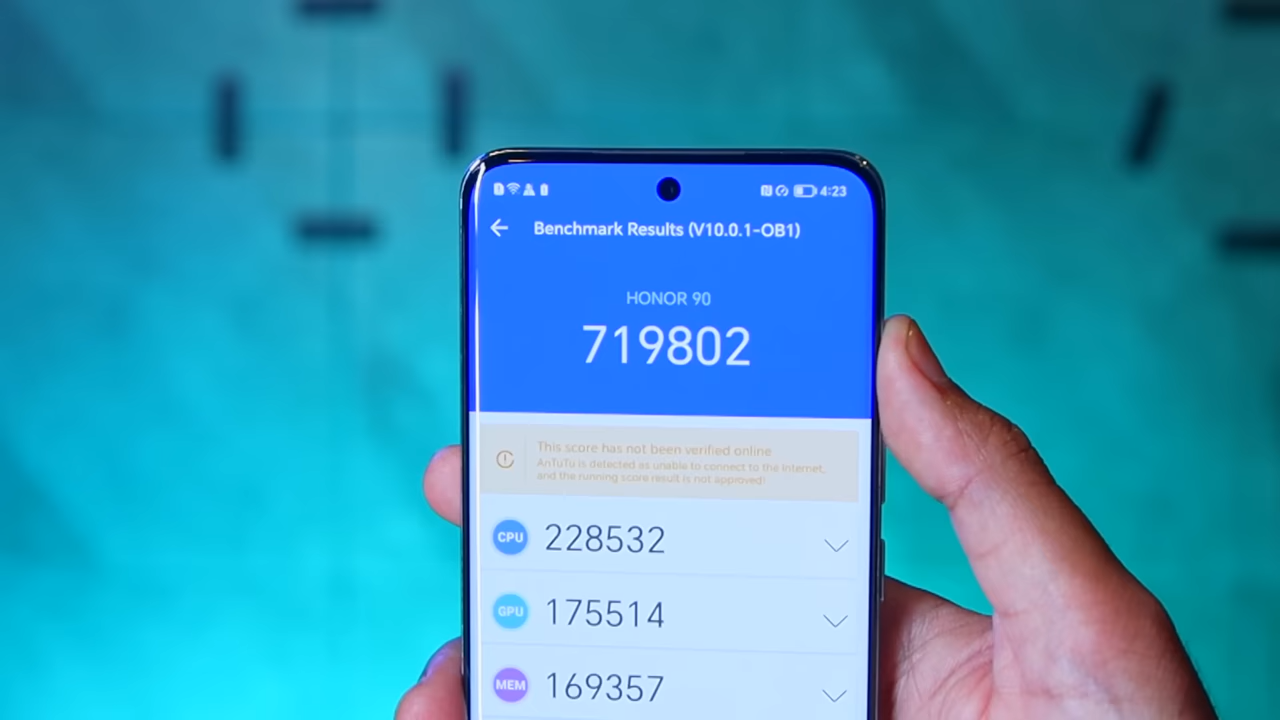 4:23
Benchmark Results (V10.0.1-OB1)
HONOR 90
719802
This score has not been verified online
AnTuTu is detected as unable to connect to the Internet,
and the running score result is not approved!
CPU 228532
GPU 175514
MEM 169357